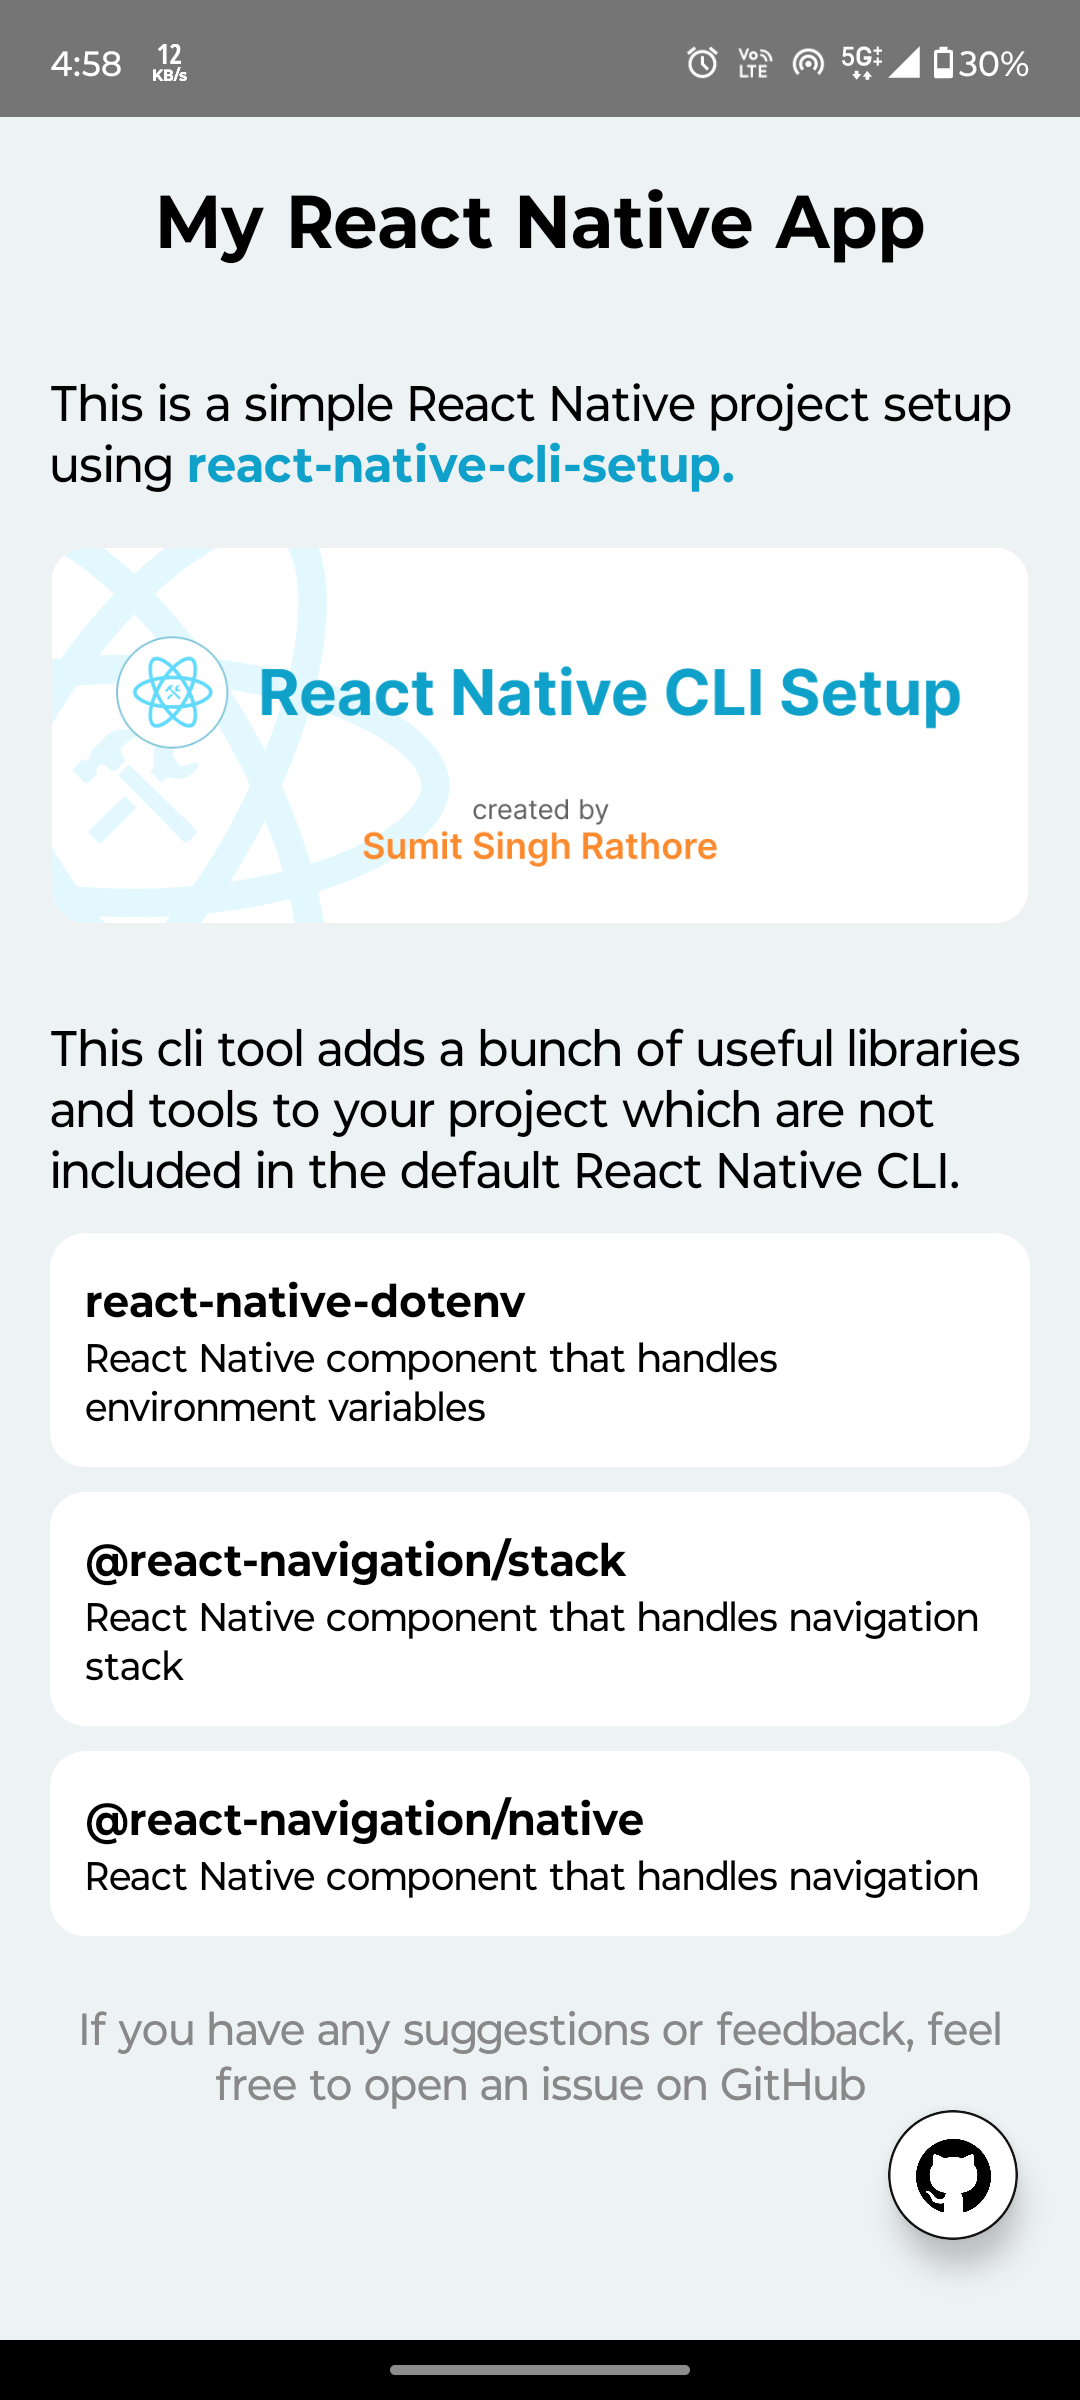 4:58 12 KB/s Vo LTE 5G 30%
My React Native App
This is a simple React Native project setup
using react-native-cli-setup.
React Native CLI Setup
created by
Sumit Singh Rathore
This cli tool adds a bunch of useful libraries
and tools to your project which are not
included in the default React Native CLI.
react-native-dotenv
React Native component that handles
environment variables
@react-navigation/stack
React Native component that handles navigation
stack
@react-navigation/native
React Native component that handles navigation
If you have any suggestions or feedback, feel
free to open an issue on GitHub